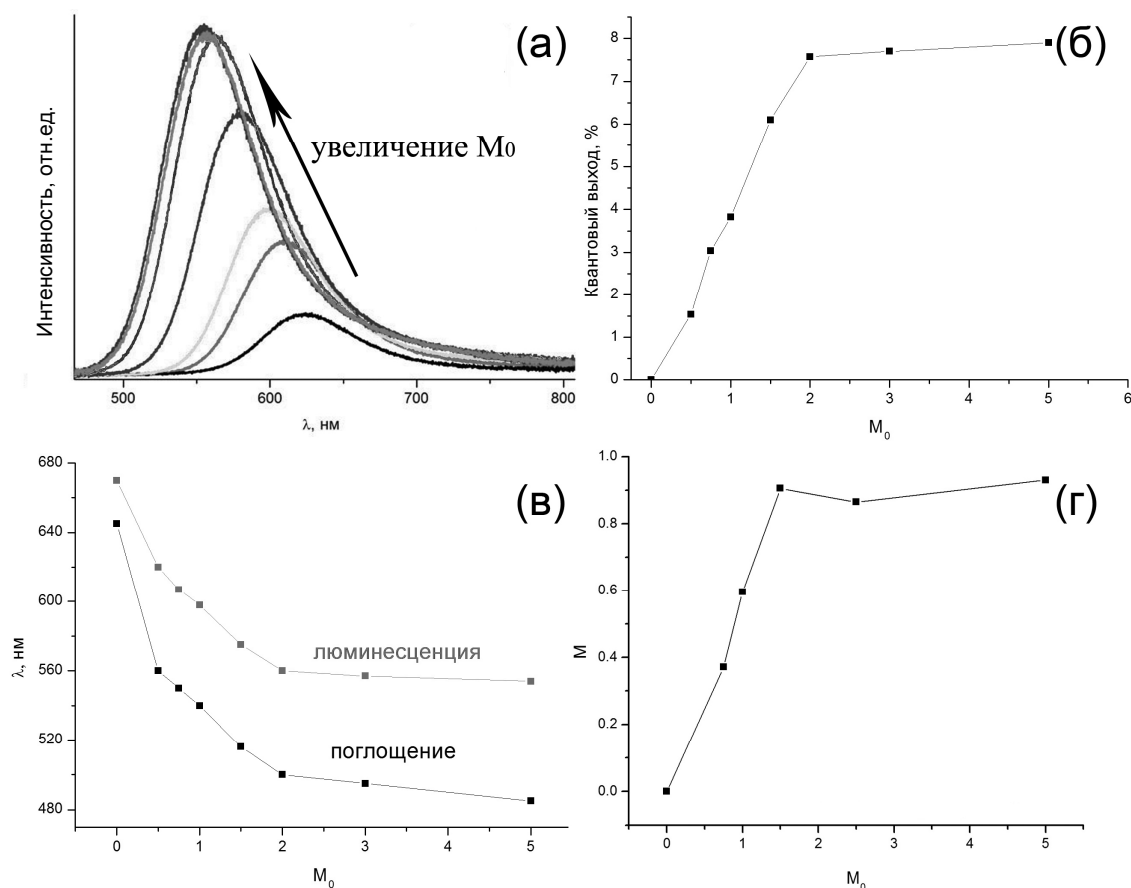 (а)
Интенсивность, отн.ед.
увеличение M₀
500
600
700
800
λ, нм
(б)
Квантовый выход, %
8
7
6
5
4
3
2
1
0
0
1
2
3
4
5
6
M₀
(в)
λ, нм
680
640
600
560
520
480
люминесценция
поглощение
0
1
2
3
4
5
M₀
(г)
M
1.0
0.8
0.6
0.4
0.2
0.0
0
1
2
3
4
5
M₀